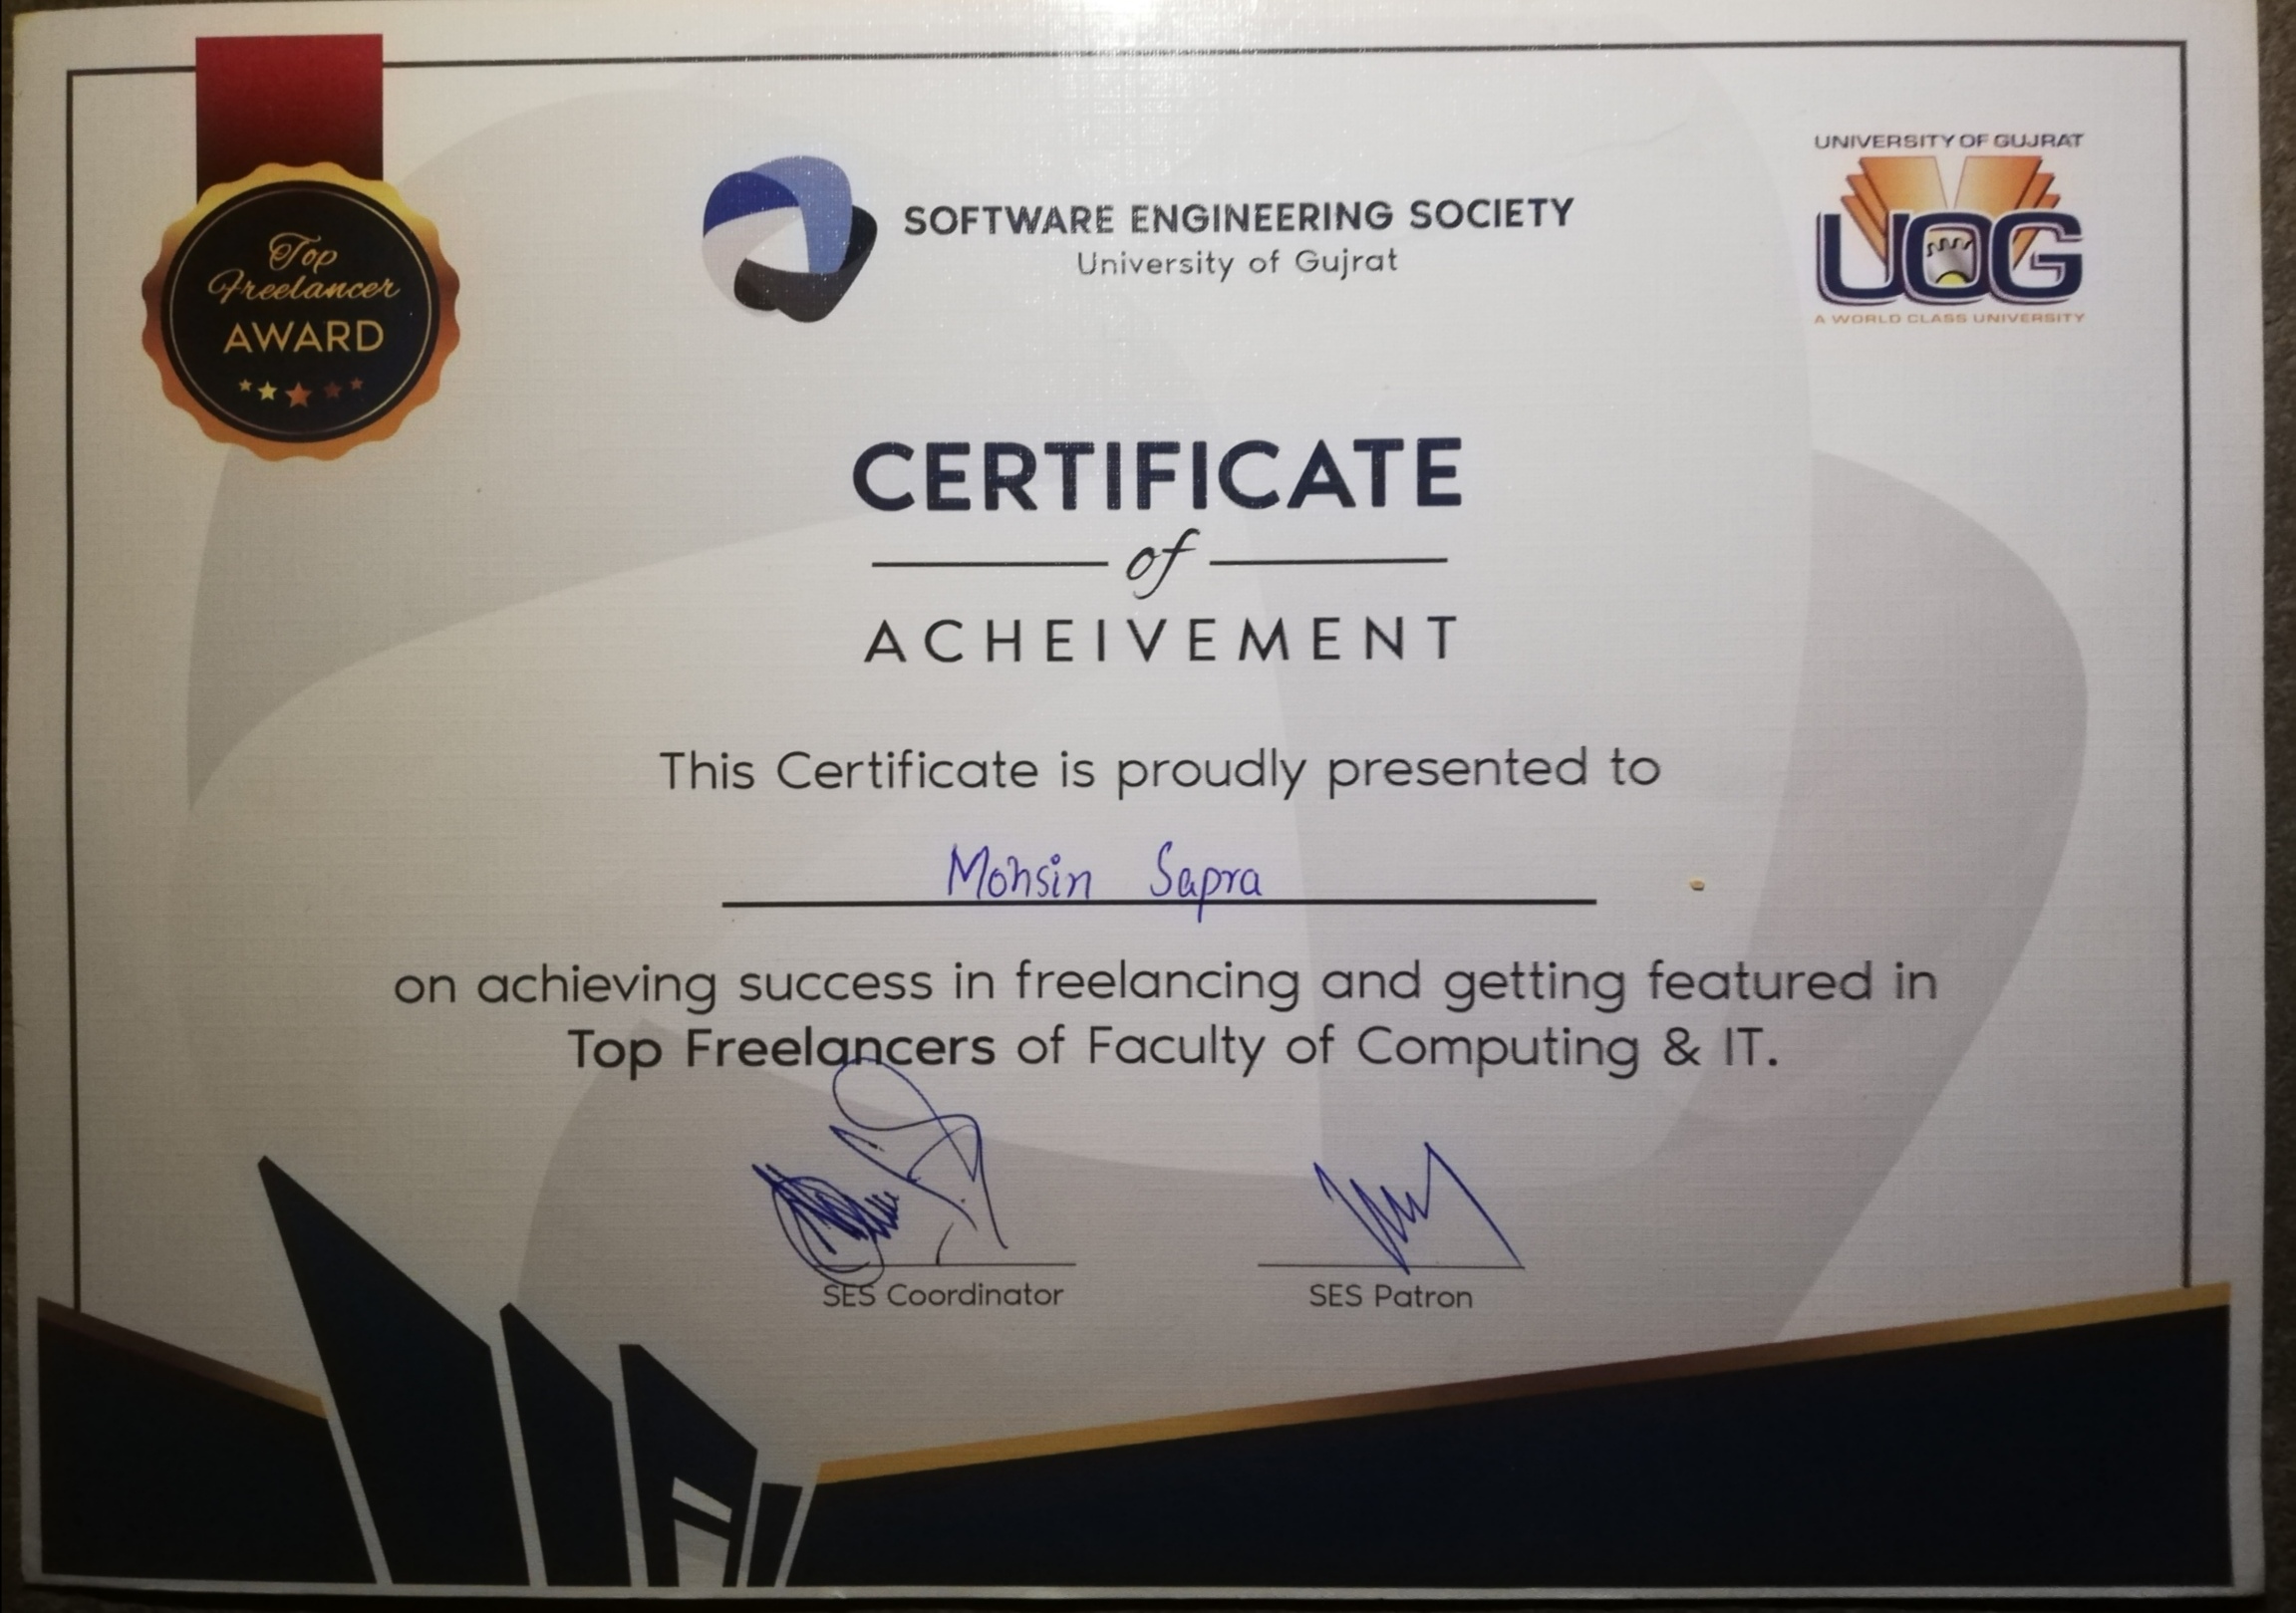 Top
Freelancer
AWARD
SOFTWARE ENGINEERING SOCIETY
University of Gujrat
UNIVERSITY OF GUJRAT
UOG
A WORLD CLASS UNIVERSITY
CERTIFICATE
of
ACHEIVEMENT
This Certificate is proudly presented to
Mohsin Sapra
on achieving success in freelancing and getting featured in
Top Freelancers of Faculty of Computing & IT.
SES Coordinator
SES Patron